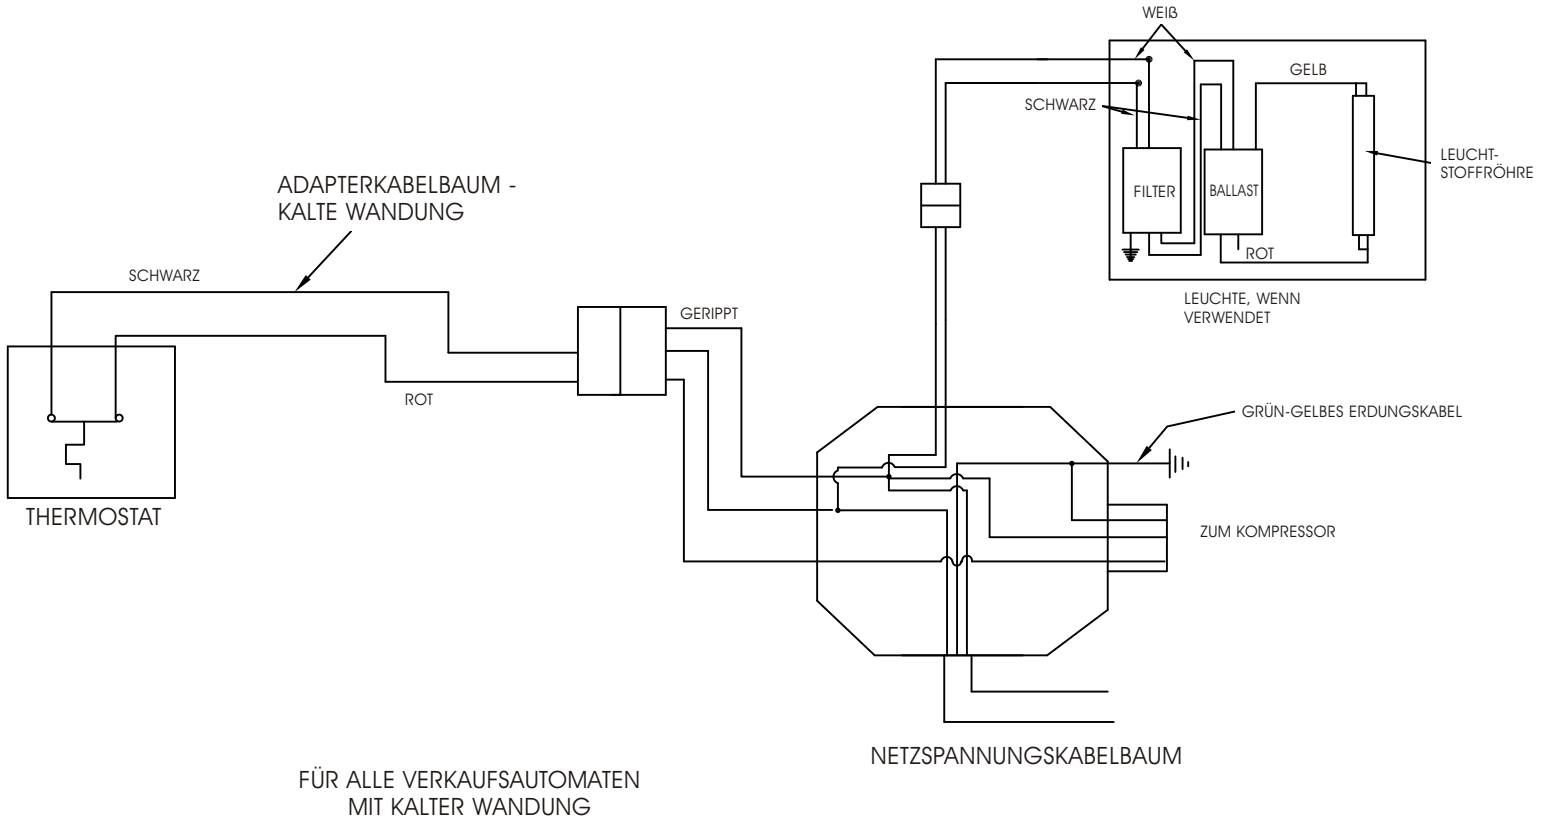 WEIß
GELB
SCHWARZ
LEUCHT-
STOFFRÖHRE
FILTER
BALLAST
ROT
LEUCHTE, WENN
VERWENDET
ADAPTERKABELBAUM -
KALTE WANDUNG
SCHWARZ
GERIPPT
ROT
GRÜN-GELBES ERDUNGSKABEL
THERMOSTAT
ZUM KOMPRESSOR
NETZSPANNUNGSKABELBAUM
FÜR ALLE VERKAUFSAUTOMATEN
MIT KALTER WANDUNG